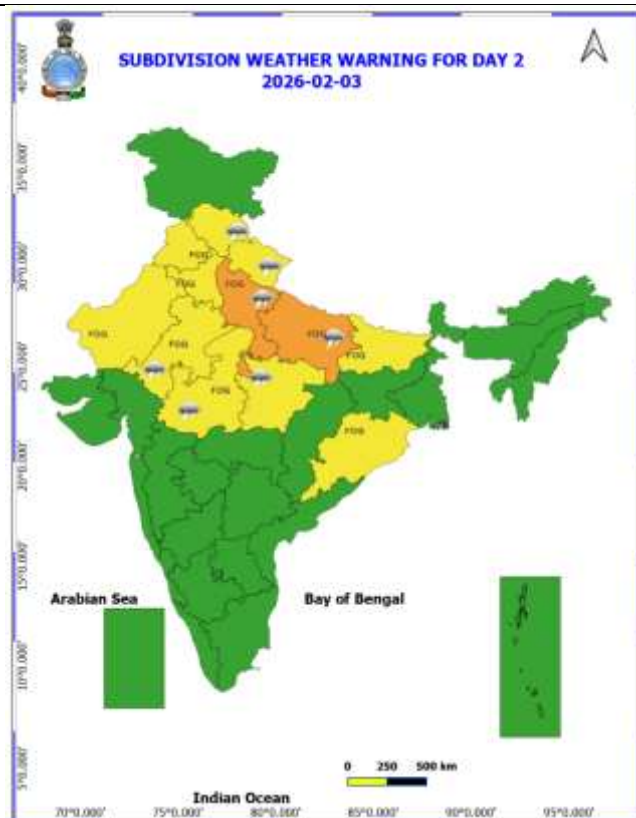 SUBDIVISION WEATHER WARNING FOR DAY 2
2026-02-03
40°0.000'
35°0.000'
30°0.000'
25°0.000'
20°0.000'
15°0.000'
10°0.000'
5°0.000'
FOG
FOG
FOG
FOG
FOG
FOG
FOG
FOG
FOG
Arabian Sea
Bay of Bengal
0 250 500 km
Indian Ocean
70°0.000' 75°0.000' 80°0.000' 85°0.000' 90°0.000' 95°0.000'